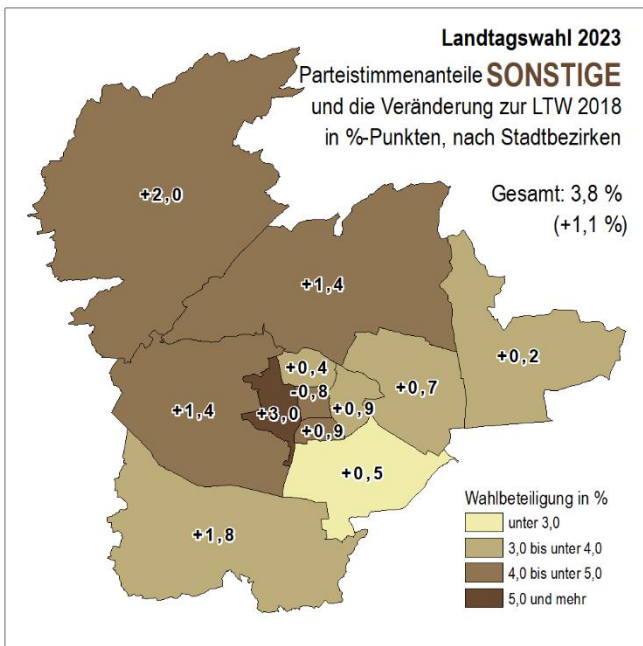 Landtagswahl 2023
Parteistimmenanteile SONSTIGE
und die Veränderung zur LTW 2018
in %-Punkten, nach Stadtbezirken
Gesamt: 3,8 %
(+1,1 %)
+2,0
+1,4
+0,2
+0,4
+0,7
-0,8
+1,4
+3,0
+0,9
+0,9
+0,5
+1,8
Wahlbeteiligung in %
unter 3,0
3,0 bis unter 4,0
4,0 bis unter 5,0
5,0 und mehr